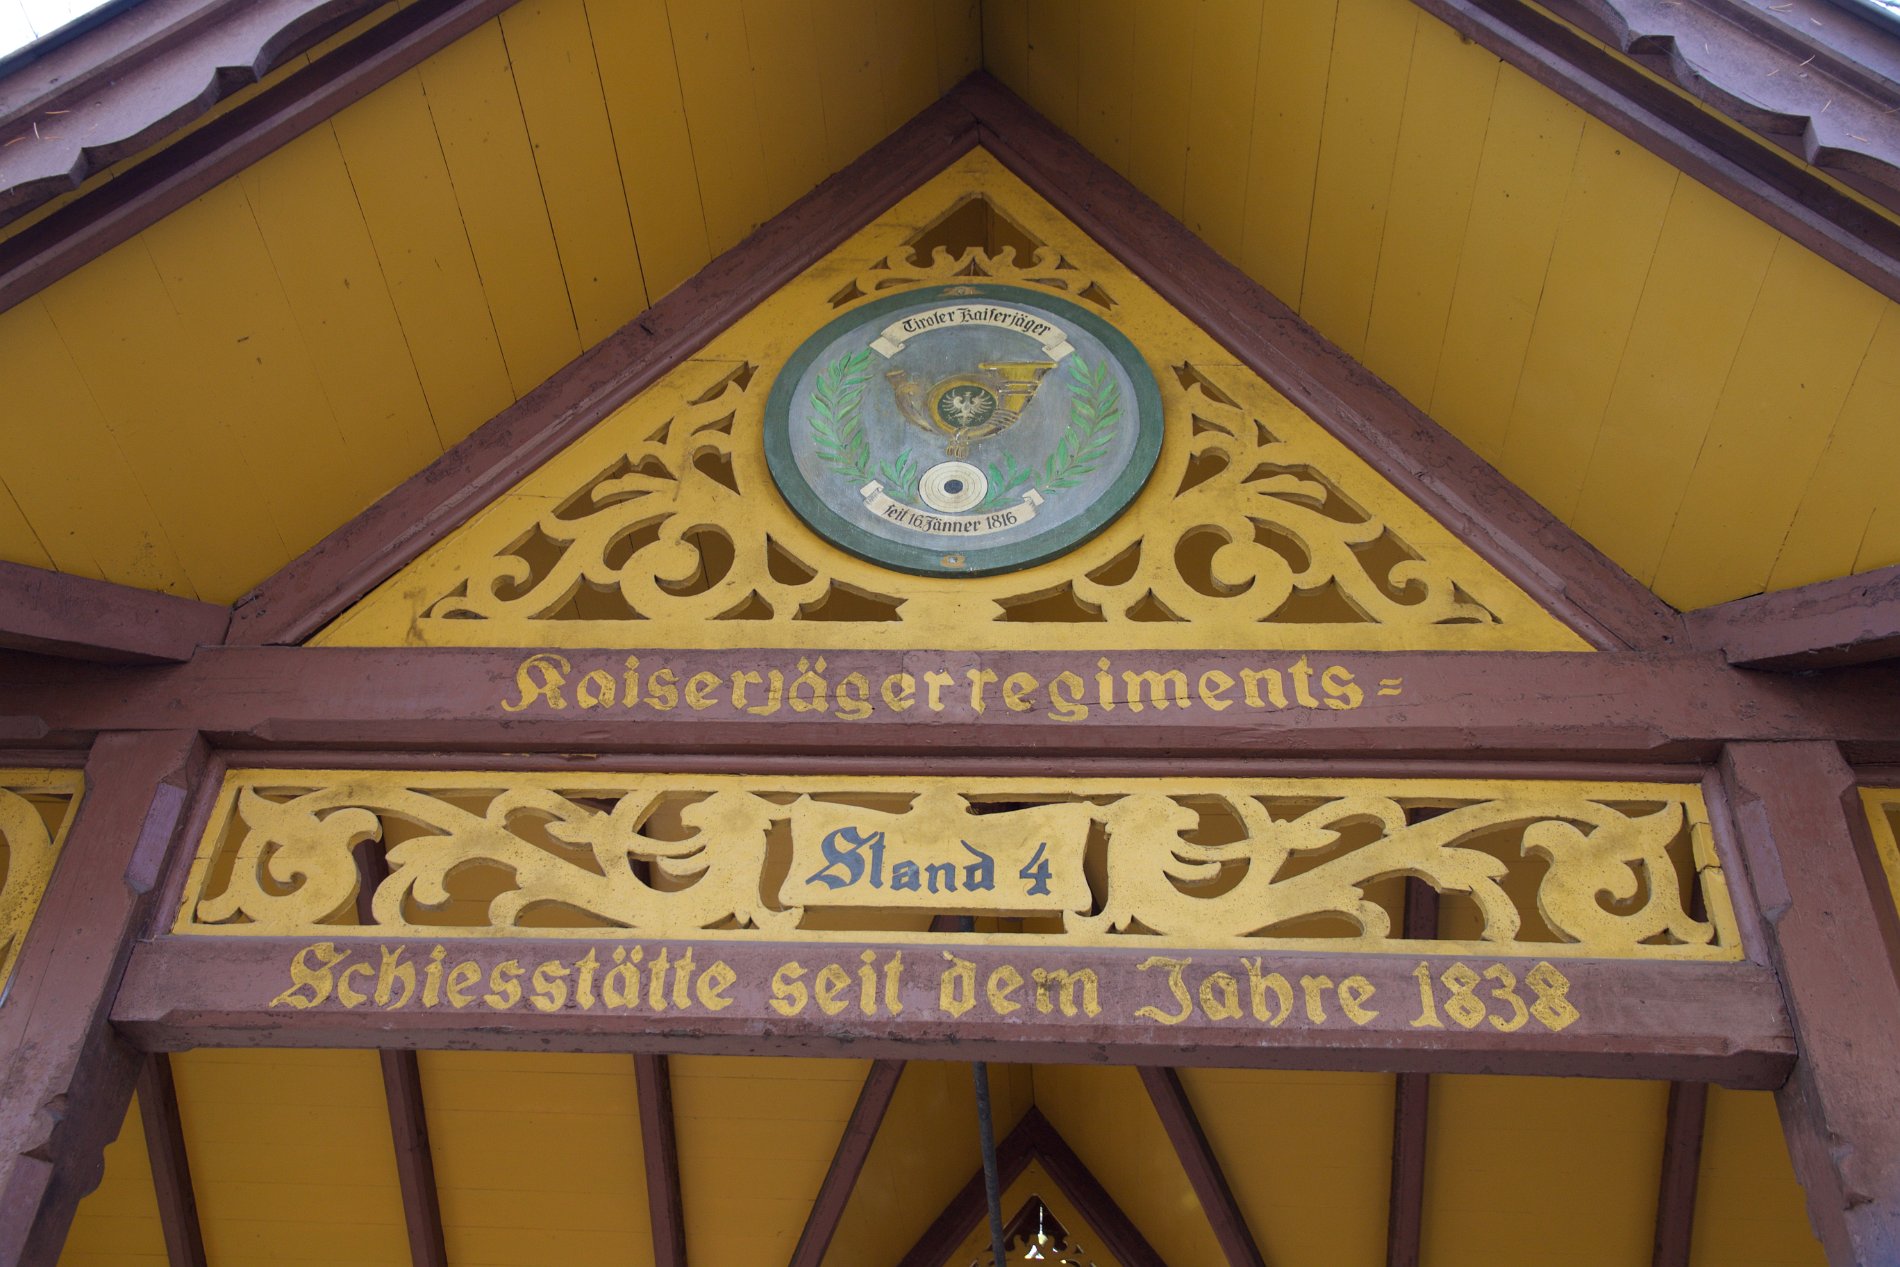 Tiroler Kaiserjäger
seit 16. Jänner 1816
Kaiserjägerregiments=
Stand 4
Schiesstätte seit dem Jahre 1838